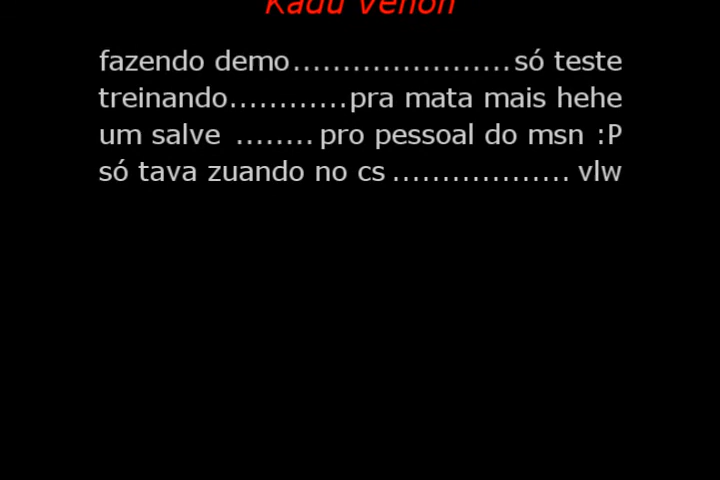 Kadu Venon
fazendo demo......................só teste
treinando............pra mata mais hehe
um salve ........ pro pessoal do msn :P
só tava zuando no cs .................. vlw